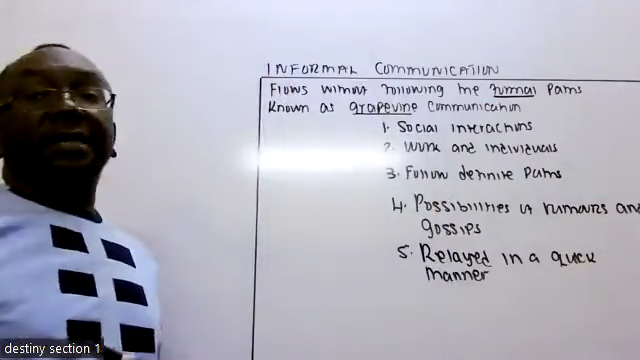 INFORMAL COMMUNICATION
Flows without following the formal paths
known as grapevine communication
1. Social interactions
2. Work and individuals
3. Follow definite paths
4. Possibilities of rumours and
gossips
5. Relayed in a quick
manner
destiny section 1